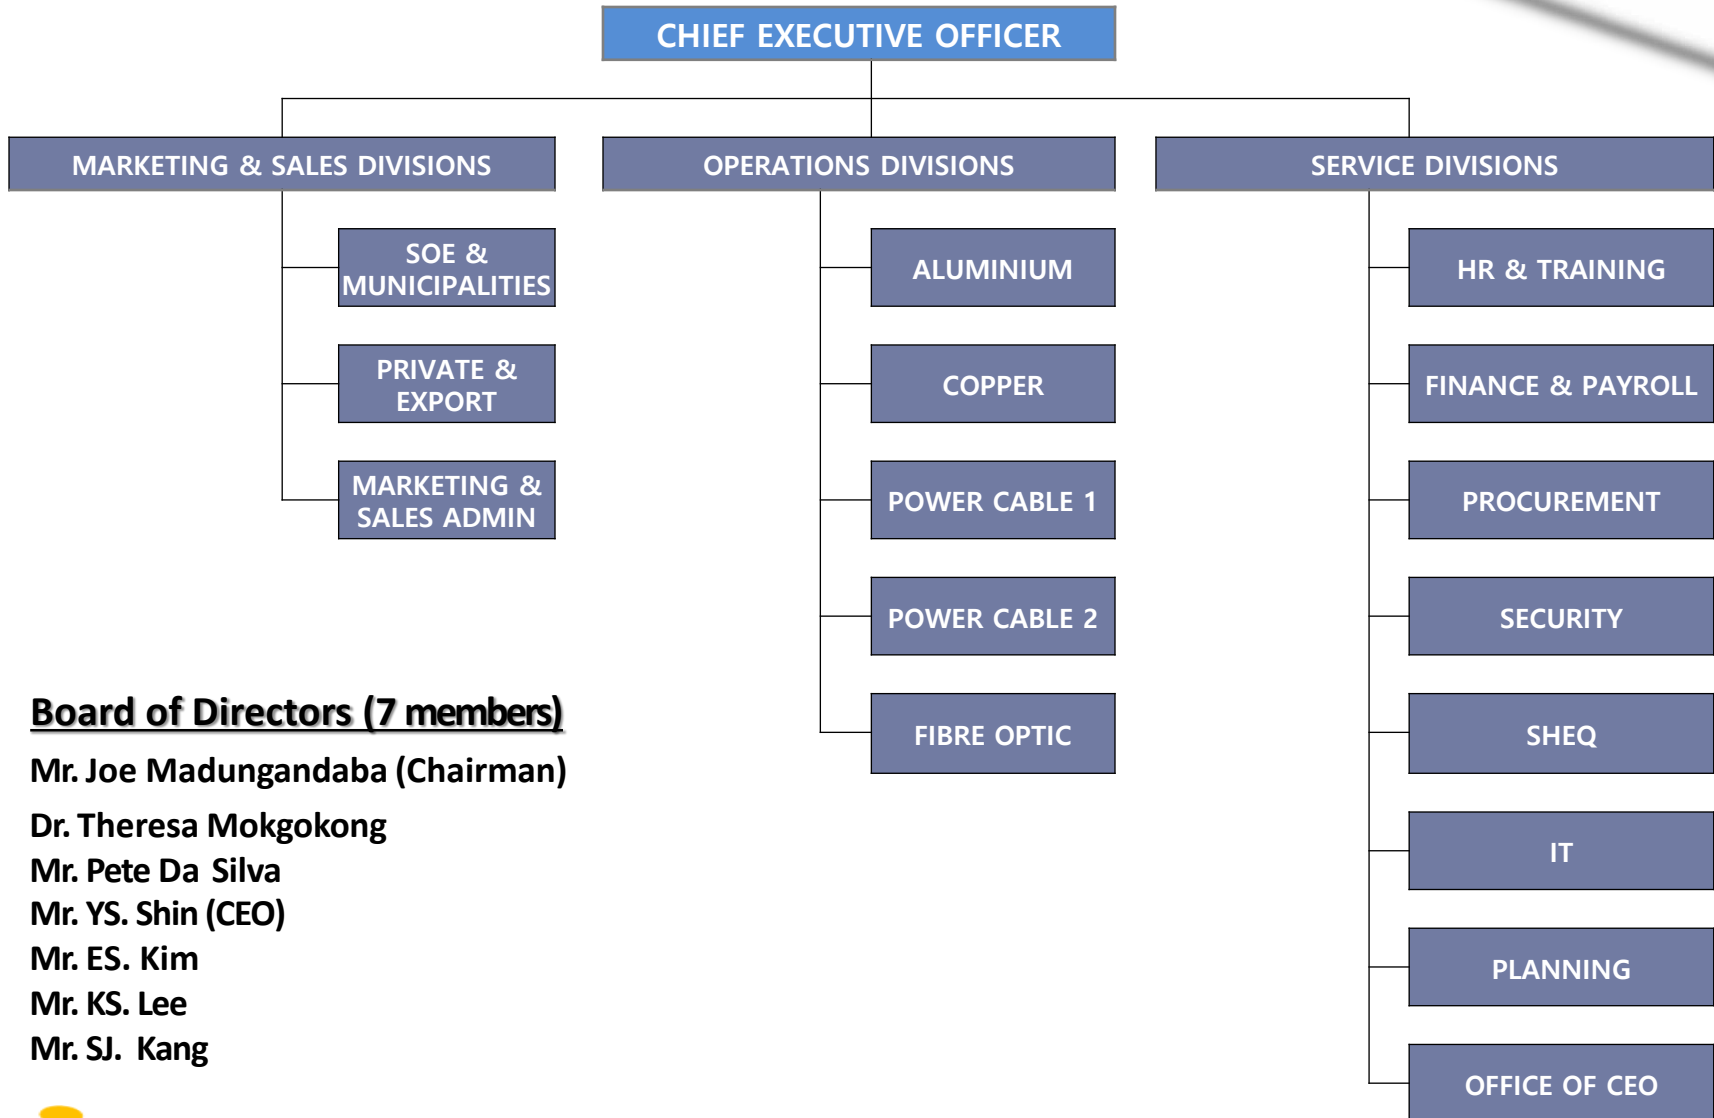 CHIEF EXECUTIVE OFFICER
MARKETING & SALES DIVISIONS
OPERATIONS DIVISIONS
SERVICE DIVISIONS
SOE &
MUNICIPALITIES
PRIVATE &
EXPORT
MARKETING &
SALES ADMIN
ALUMINIUM
COPPER
POWER CABLE 1
POWER CABLE 2
FIBRE OPTIC
HR & TRAINING
FINANCE & PAYROLL
PROCUREMENT
SECURITY
SHEQ
IT
PLANNING
OFFICE OF CEO
Board of Directors (7 members)
Mr. Joe Madungandaba (Chairman)
Dr. Theresa Mokgokong
Mr. Pete Da Silva
Mr. YS. Shin (CEO)
Mr. ES. Kim
Mr. KS. Lee
Mr. SJ. Kang